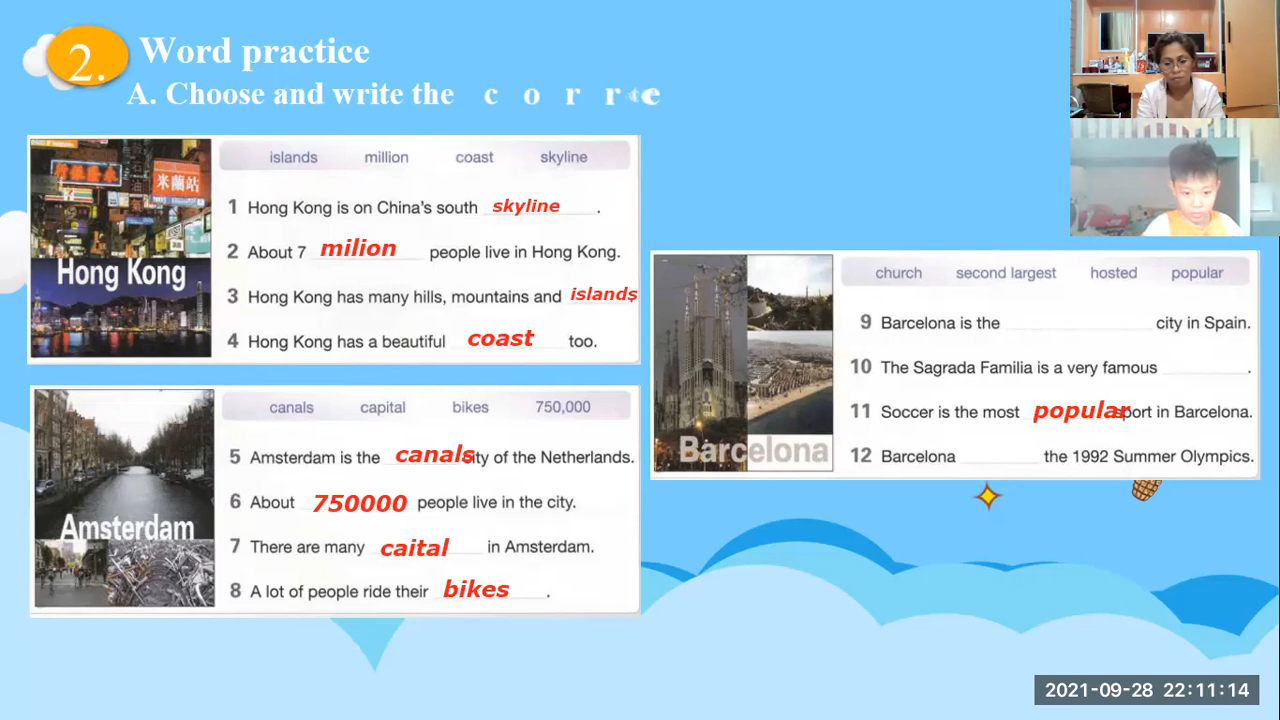 2.
Word practice
A. Choose and write the c o r r e
islands million coast skyline
1 Hong Kong is on China's south skyline .
2 About 7 milion people live in Hong Kong.
3 Hong Kong has many hills, mountains and islands.
4 Hong Kong has a beautiful coast too.
Hong Kong
米蘭站
canals capital bikes 750,000
5 Amsterdam is the canals city of the Netherlands.
6 About 750000 people live in the city.
7 There are many caital in Amsterdam.
8 A lot of people ride their bikes .
Amsterdam
church second largest hosted popular
9 Barcelona is the city in Spain.
10 The Sagrada Familia is a very famous .
11 Soccer is the most popular sport in Barcelona.
12 Barcelona the 1992 Summer Olympics.
Barcelona
2021-09-28 22:11:14